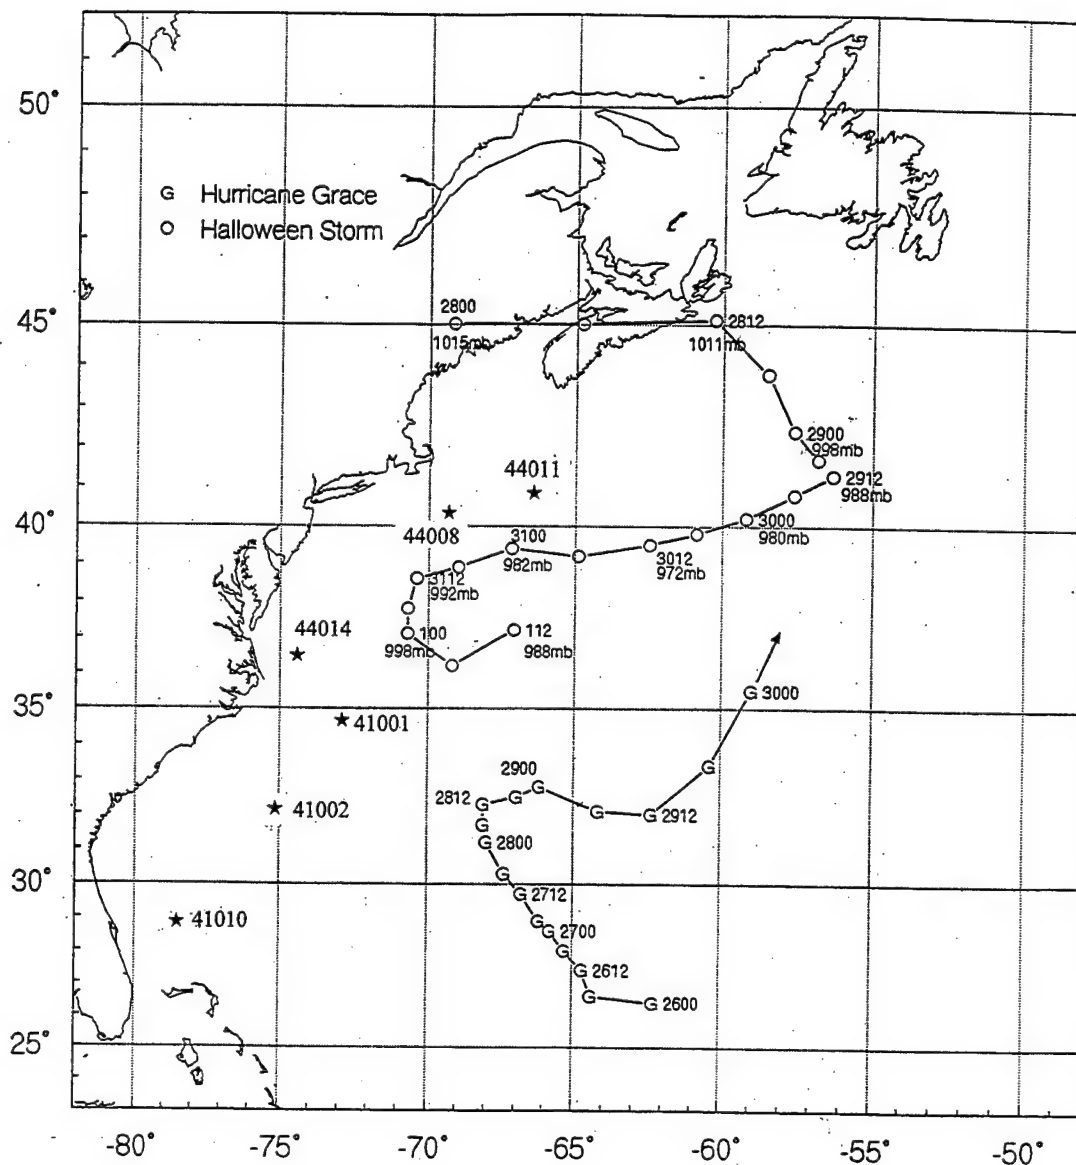 50°
G Hurricane Grace
O Halloween Storm
2800
1015mb
45°
2812
1011mb
2900
998mb
44011
2912
988mb
40°
44008
3100
982mb
3000
980mb
3012
972mb
3112
992mb
44014
100
998mb
112
988mb
35°
G 3000
41001
G
2900
G
2812 G
G
G
G 2912
41002
G
G 2800
G
30°
G 2712
41010
G
G 2700
G
G 2612
G
G 2600
25°
-80°
-75°
-70°
-65°
-60°
-55°
-50°